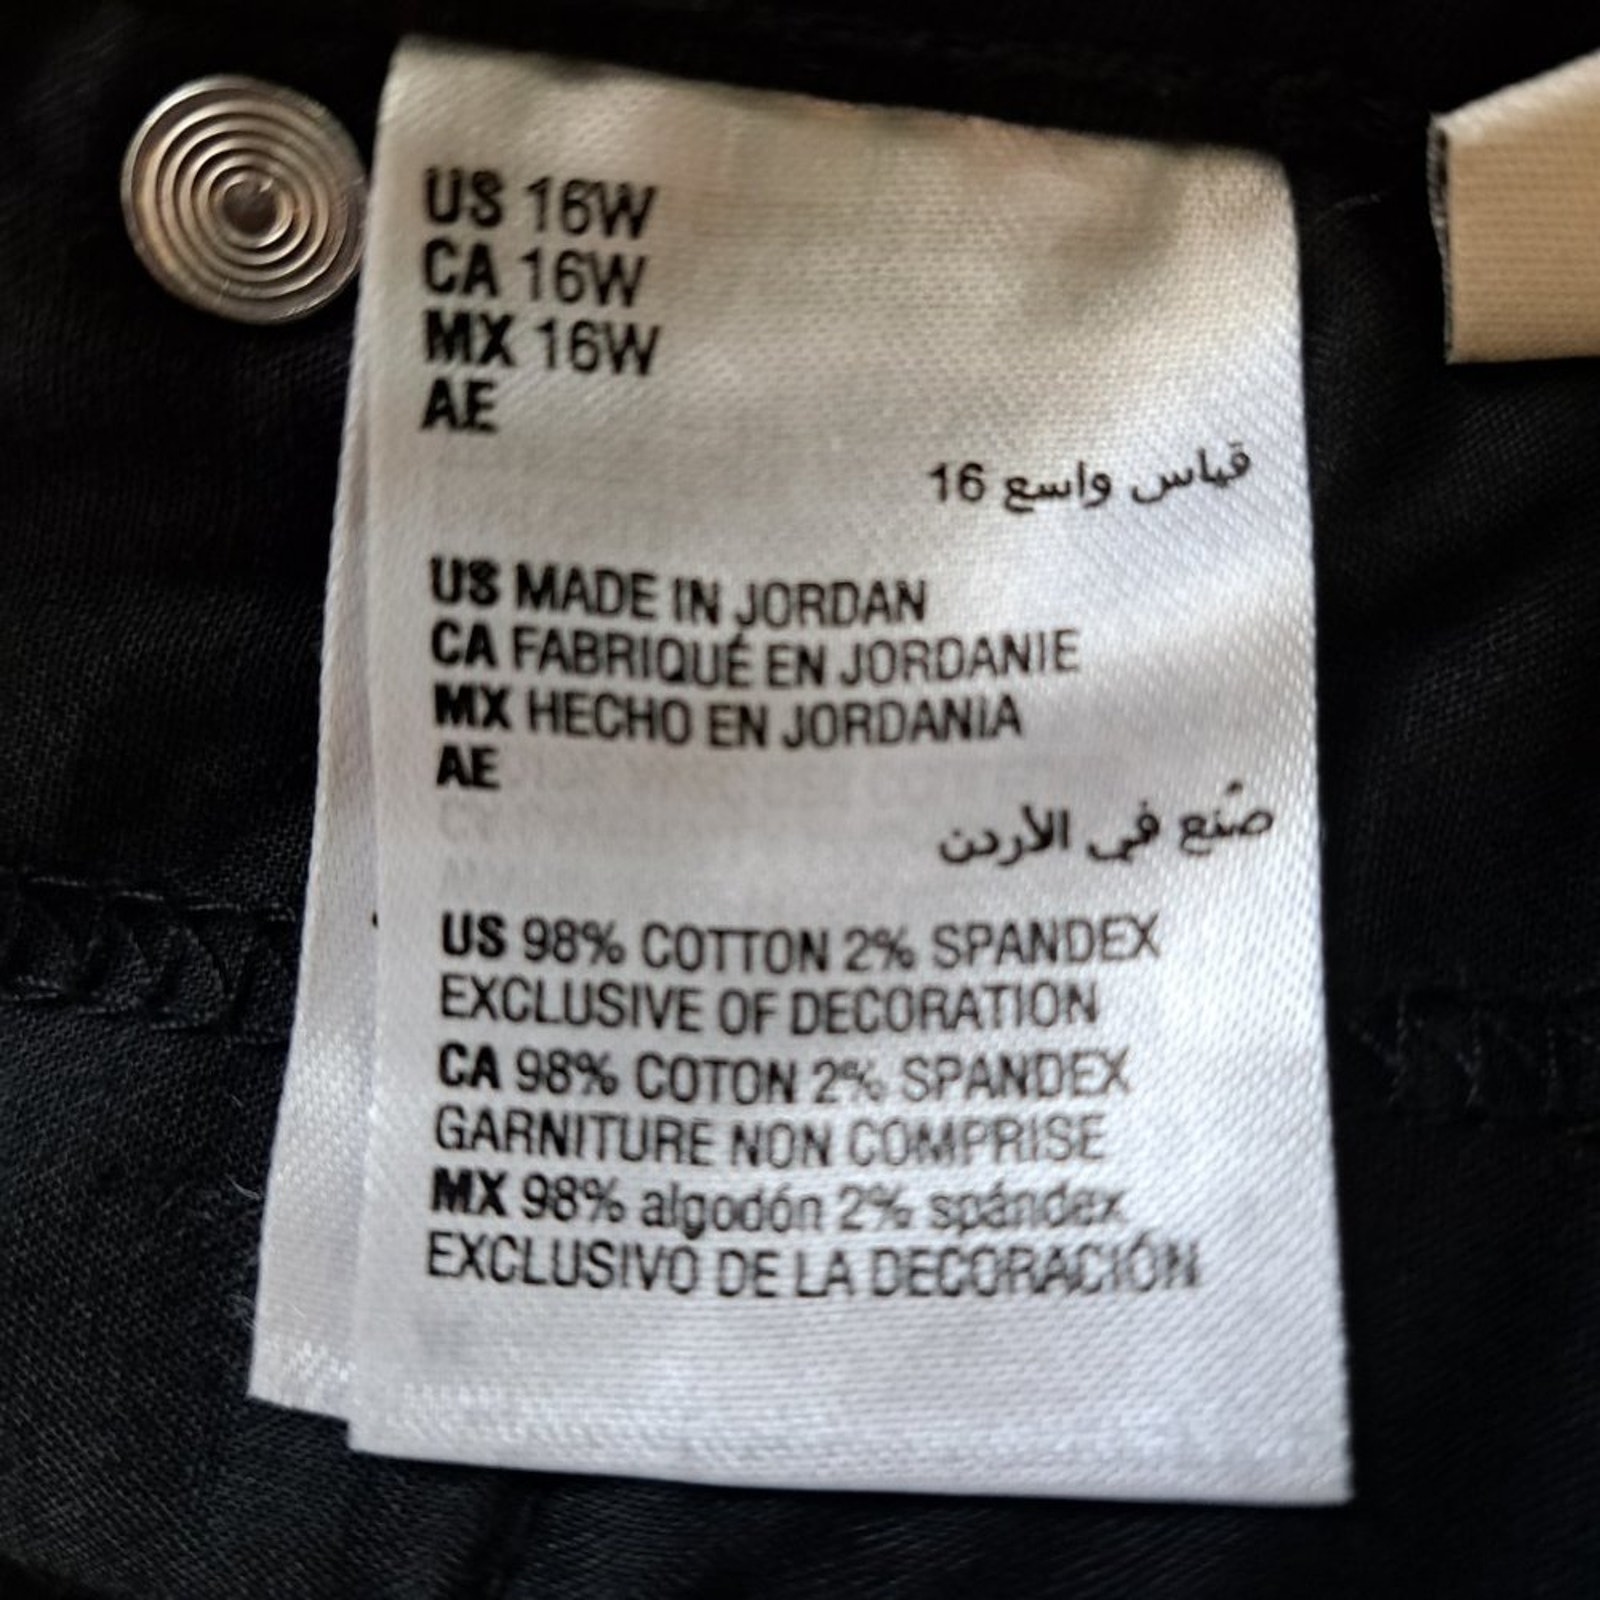 US 16W
CA 16W
MX 16W
AE
قياس واسع 16
US MADE IN JORDAN
CA FABRIQUÉ EN JORDANIE
MX HECHO EN JORDANIA
AE
صُنع في الأردن
US 98% COTTON 2% SPANDEX
EXCLUSIVE OF DECORATION
CA 98% COTON 2% SPANDEX
GARNITURE NON COMPRISE
MX 98% algodón 2% spándex
EXCLUSIVO DE LA DECORACIÓN